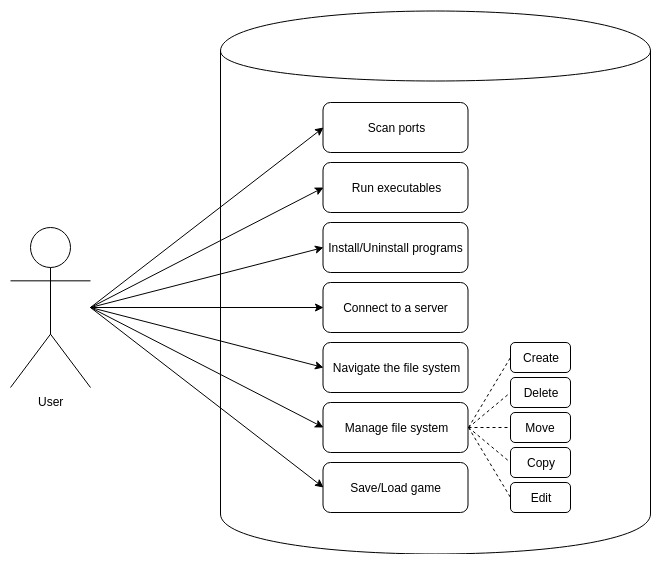 Scan ports
Run executables
Install/Uninstall programs
Connect to a server
Navigate the file system
Manage file system
Save/Load game
Create
Delete
Move
Copy
Edit
User